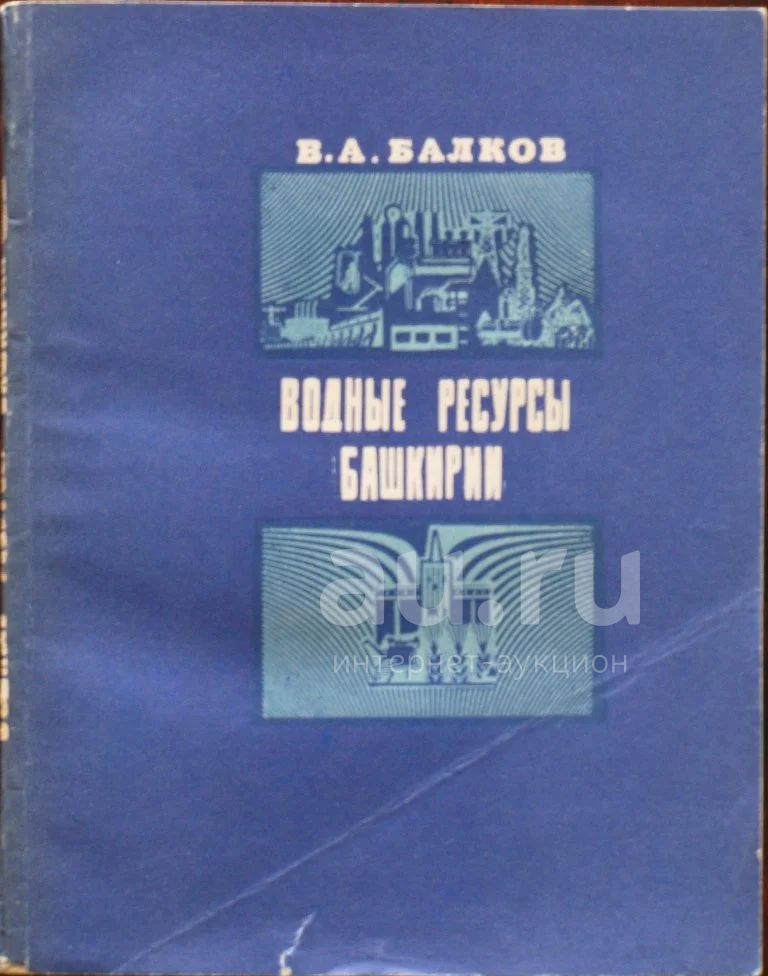 В.А.БАЛКОВ
ВОДНЫЕ РЕСУРСЫ
БАШКИРИИ
au.ru
интернет-аукцион